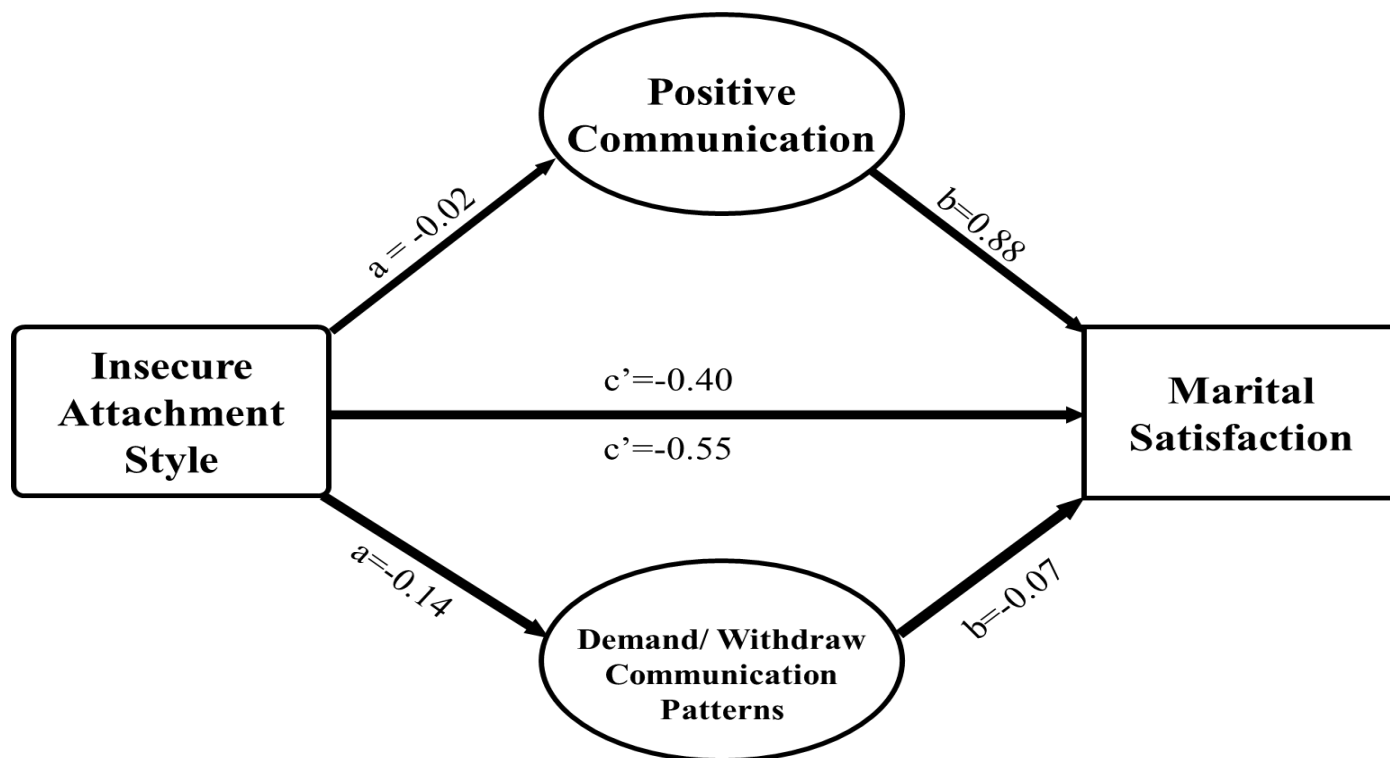 Positive
Communication
a = -0.02
b=0.88
Insecure
Attachment
Style
c’=-0.40
c’=-0.55
Marital
Satisfaction
a=-0.14
b=-0.07
Demand/ Withdraw
Communication
Patterns